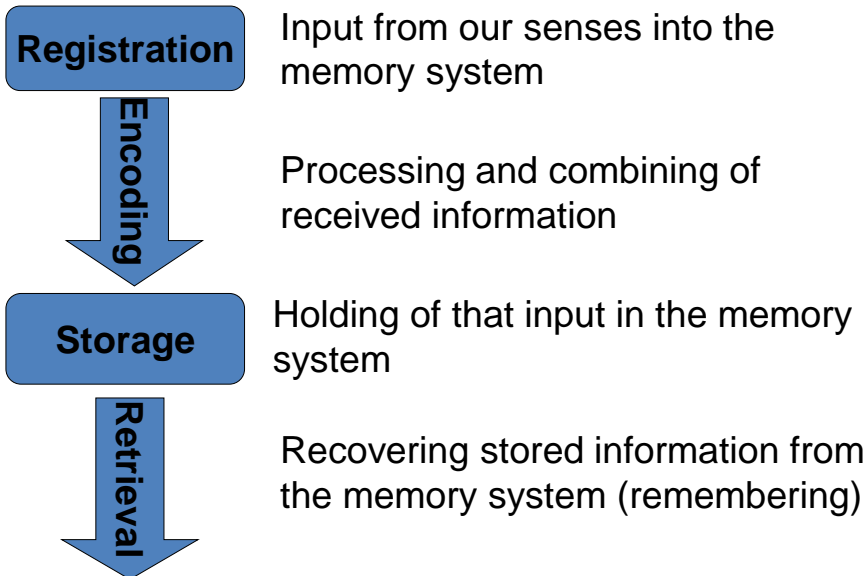 Registration
Input from our senses into the
memory system
Encoding
Processing and combining of
received information
Storage
Holding of that input in the memory
system
Retrieval
Recovering stored information from
the memory system (remembering)